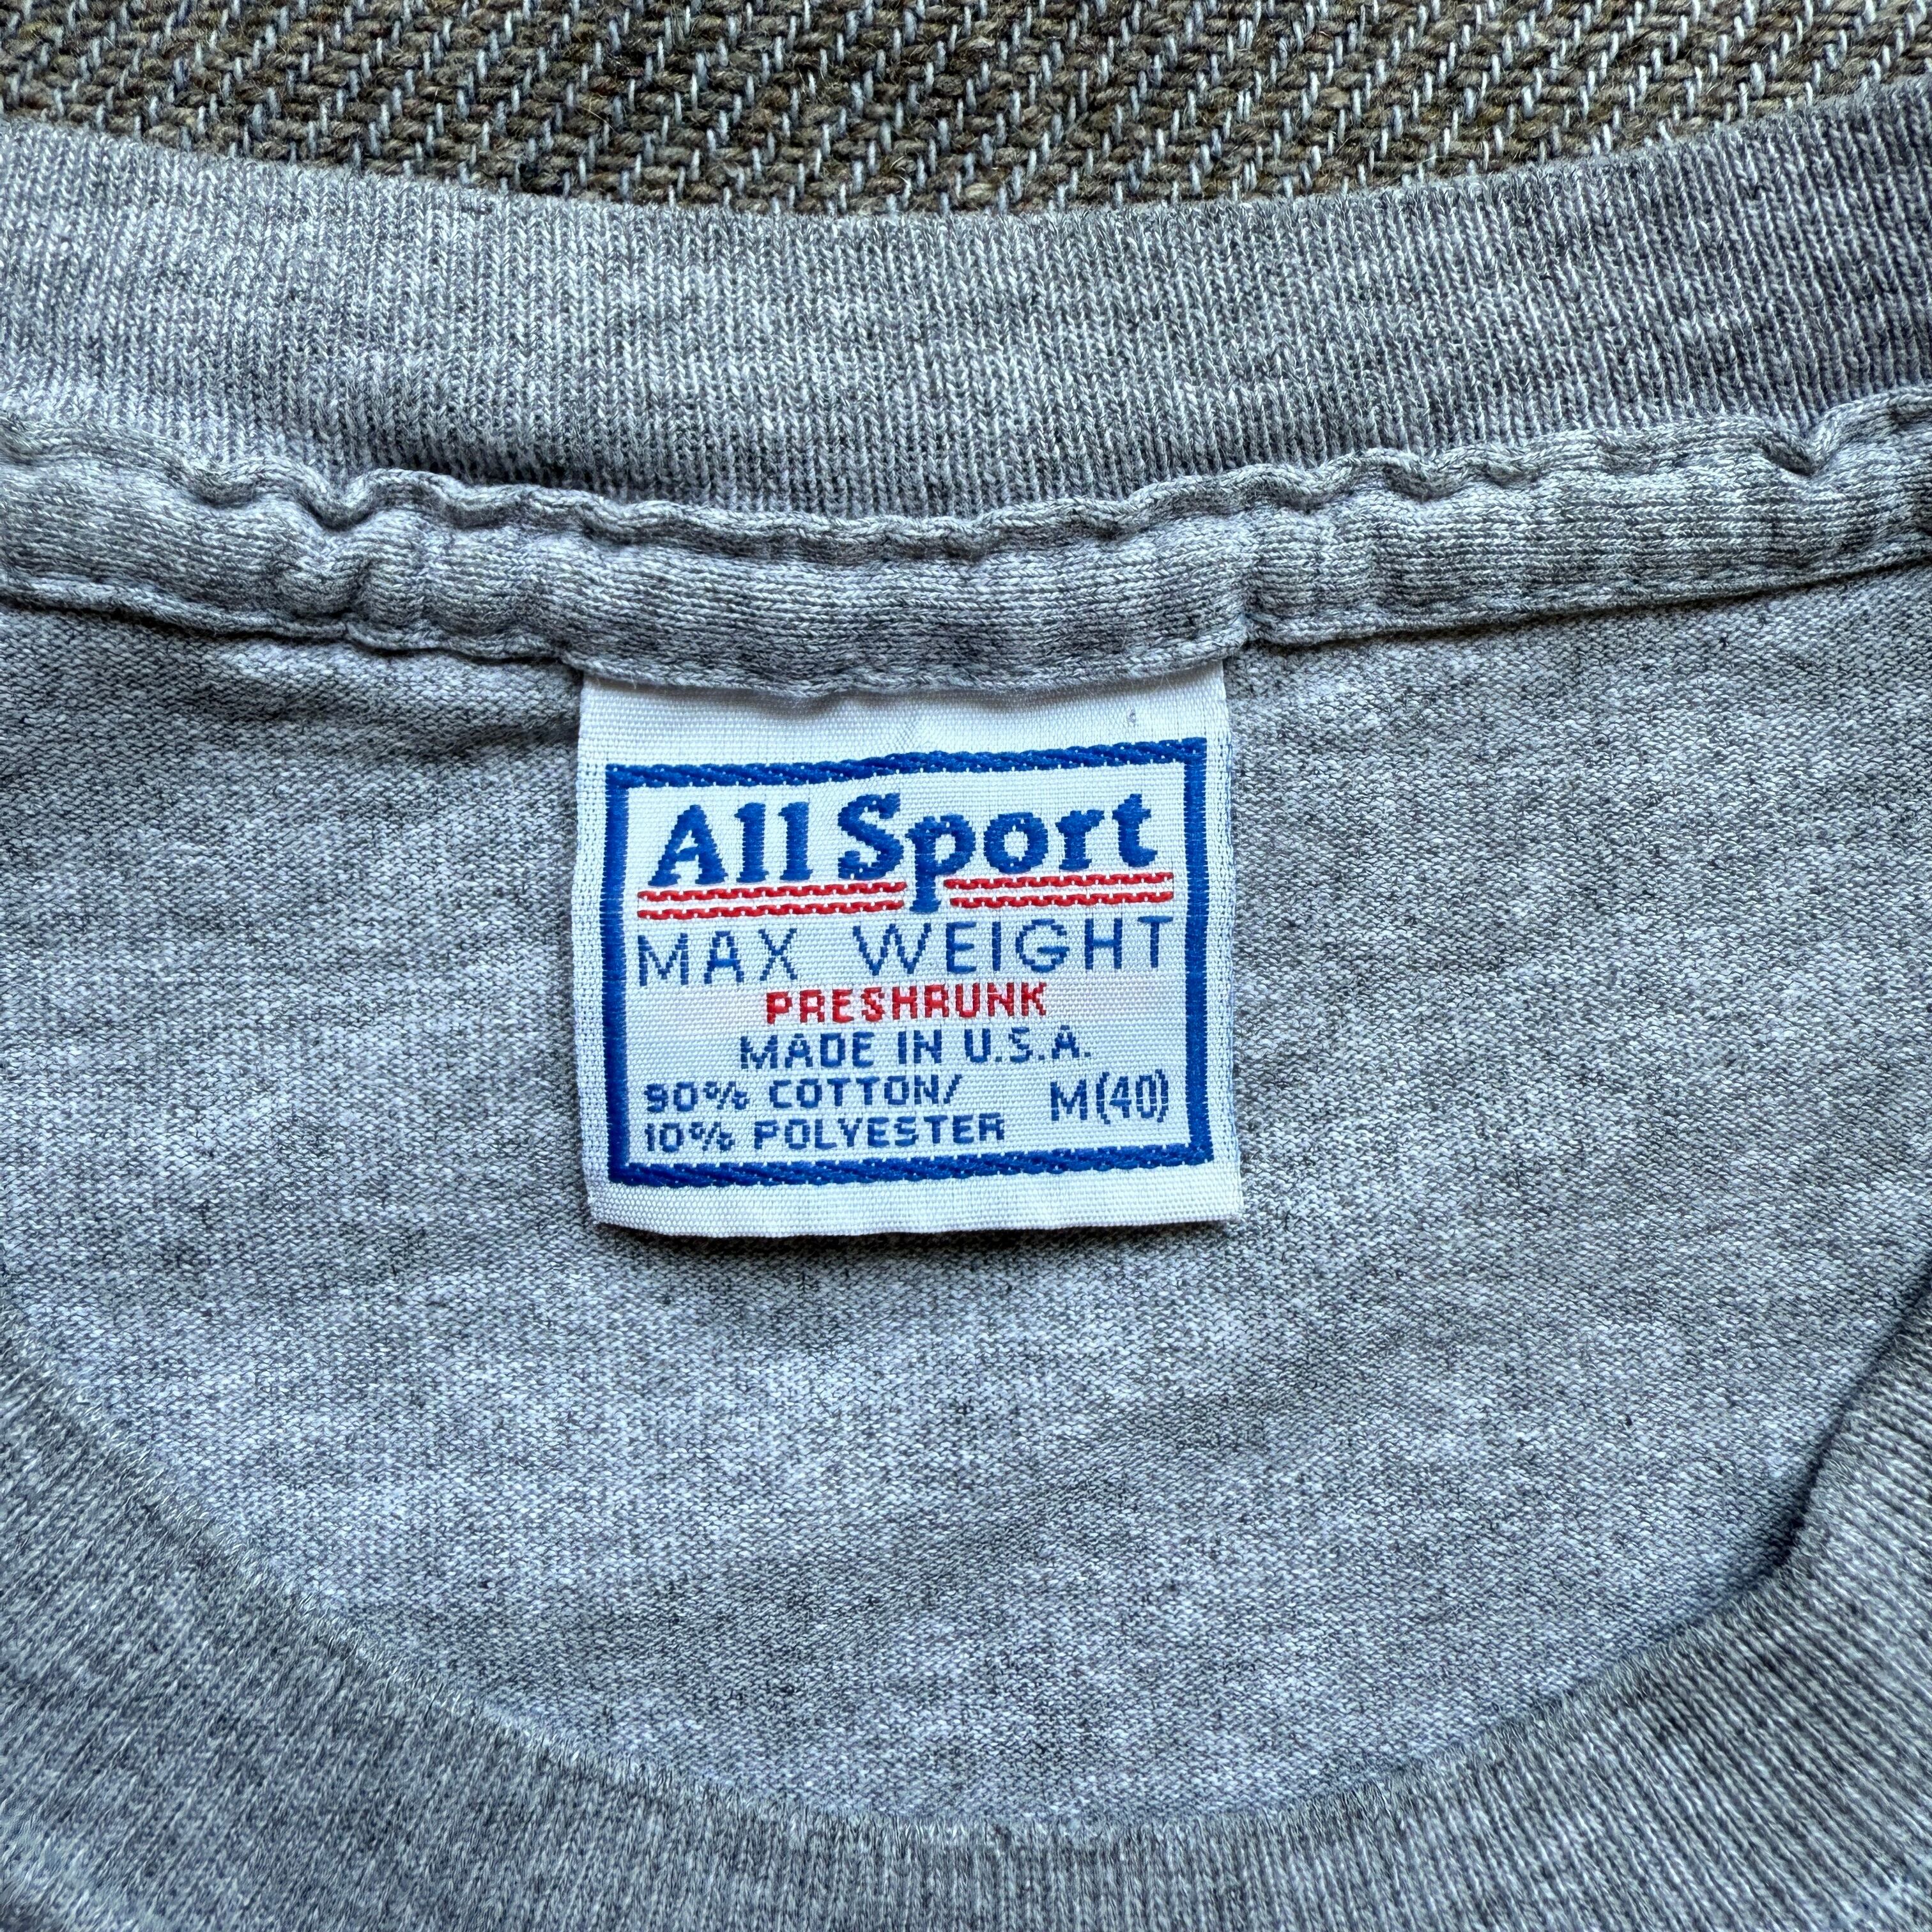 All Sport
MAX WEIGHT
PRESHRUNK
MADE IN U.S.A.
90% COTTON/
10% POLYESTER
M(40)